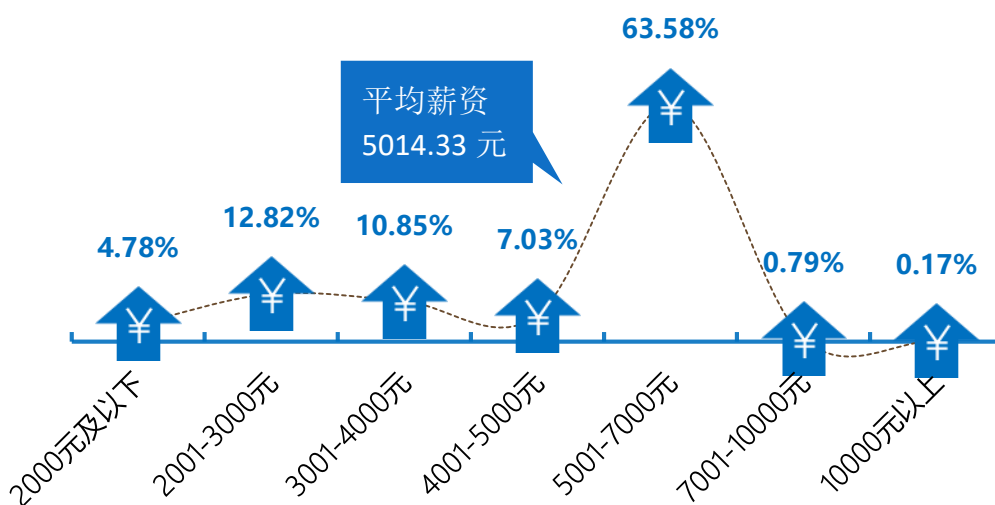 63.58%
平均薪资
5014.33 元
12.82%
10.85%
7.03%
4.78%
0.79%
0.17%
¥
¥
¥
¥
¥
¥
¥
2000元及以下
2001-3000元
3001-4000元
4001-5000元
5001-7000元
7001-10000元
10000元以上